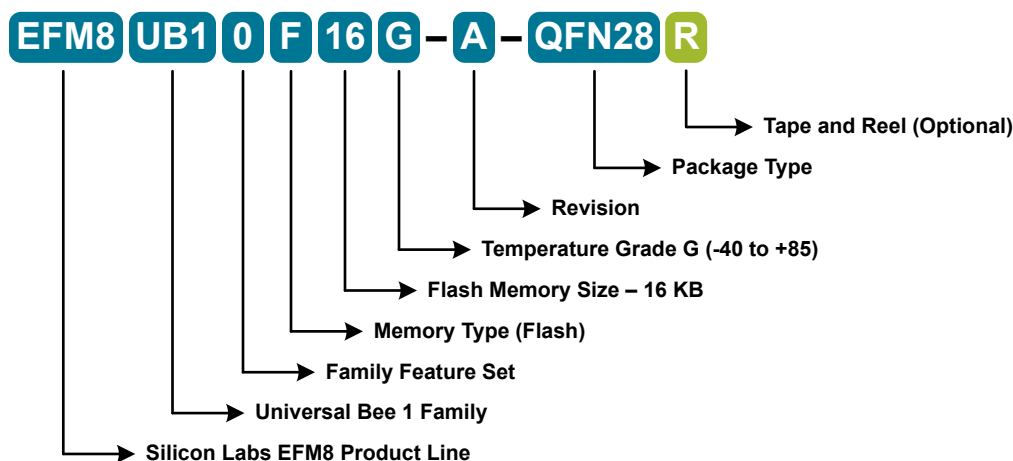 EFM8 UB1 0 F 16 G – A – QFN28 R
Tape and Reel (Optional)
Package Type
Revision
Temperature Grade G (-40 to +85)
Flash Memory Size – 16 KB
Memory Type (Flash)
Family Feature Set
Universal Bee 1 Family
Silicon Labs EFM8 Product Line